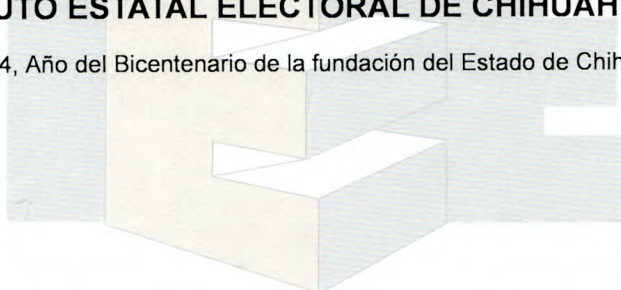 UTO ESTATAL ELECTORAL DE CHIHUAH
4, Año del Bicentenario de la fundación del Estado de Chih